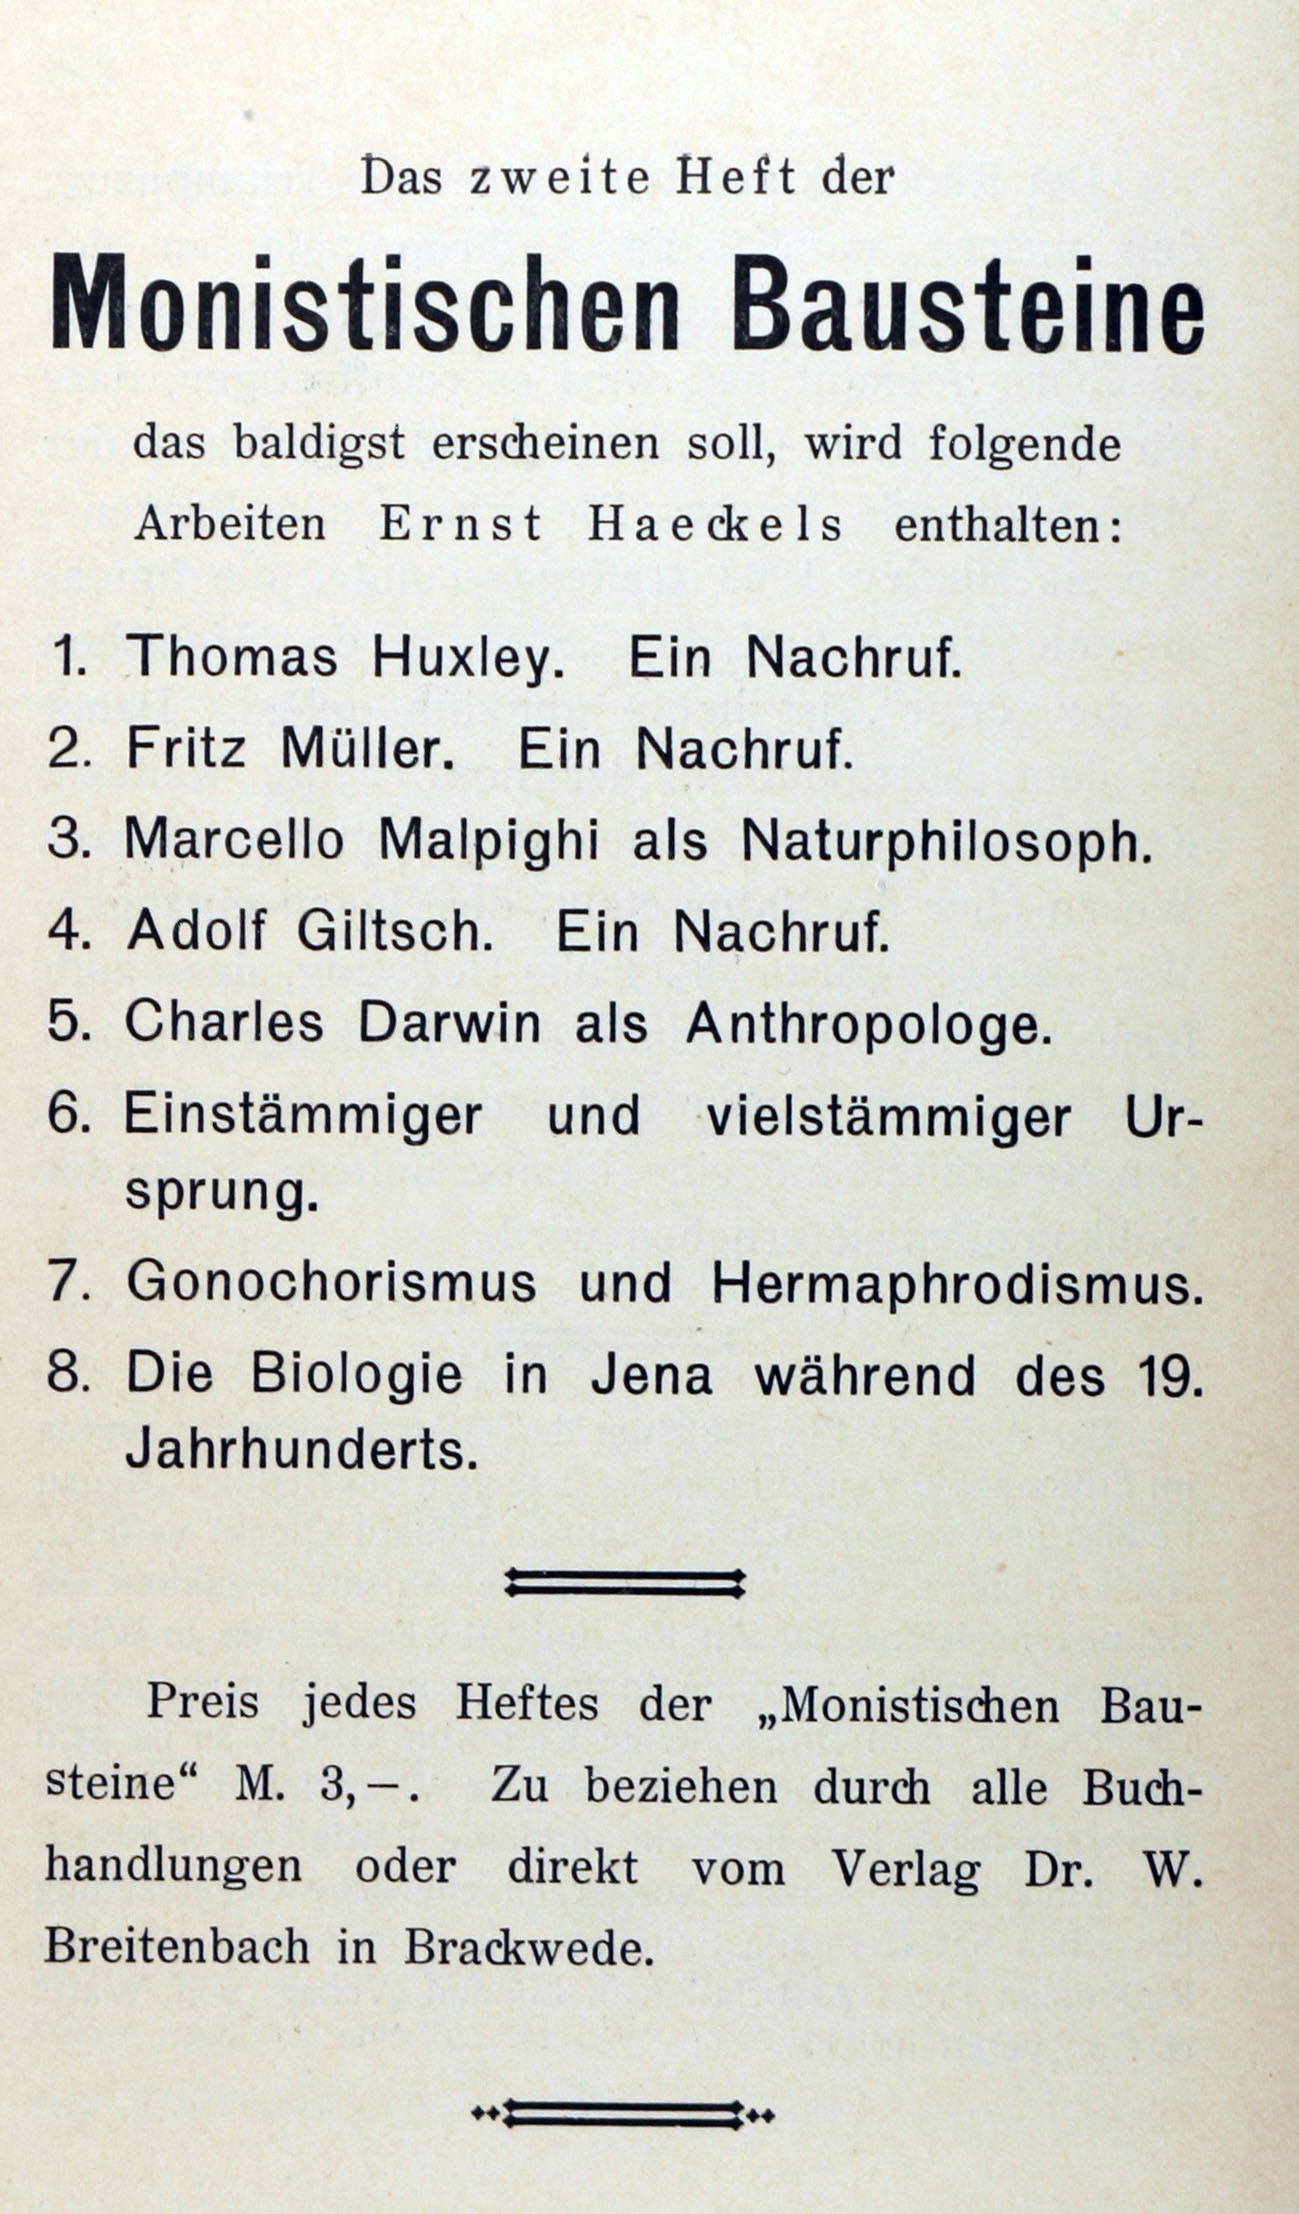 Das zweite Heft der
Monistischen Bausteine
das baldigst erscheinen soll, wird folgende
Arbeiten Ernst Haeckels enthalten:
1. Thomas Huxley. Ein Nachruf.
2. Fritz Müller. Ein Nachruf.
3. Marcello Malpighi als Naturphilosoph.
4. Adolf Giltsch. Ein Nachruf.
5. Charles Darwin als Anthropologe.
6. Einstämmiger und vielstämmiger Ur-
sprung.
7. Gonochorismus und Hermaphrodismus.
8. Die Biologie in Jena während des 19.
Jahrhunderts.
Preis jedes Heftes der „Monistischen Bau-
steine“ M. 3,—. Zu beziehen durch alle Buch-
handlungen oder direkt vom Verlag Dr. W.
Breitenbach in Brackwede.